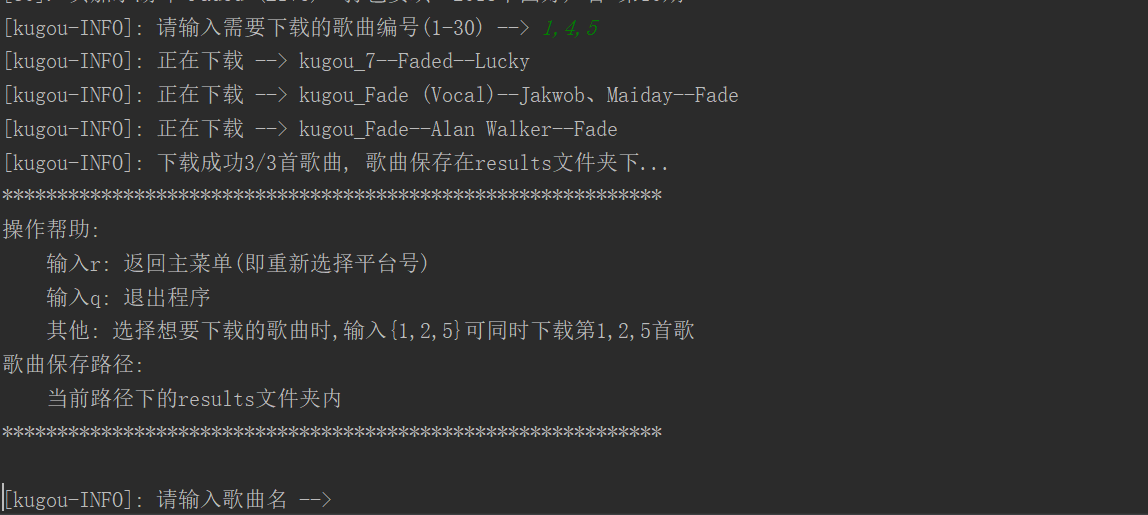 [kugou-INFO]: 请输入需要下载的歌曲编号(1-30) --> 1,4,5
[kugou-INFO]: 正在下载 --> kugou_7--Faded--Lucky
[kugou-INFO]: 正在下载 --> kugou_Fade (Vocal)--Jakwob、Maiday--Fade
[kugou-INFO]: 正在下载 --> kugou_Fade--Alan Walker--Fade
[kugou-INFO]: 下载成功3/3首歌曲, 歌曲保存在results文件夹下...
************************************************************
操作帮助:
    输入r: 返回主菜单(即重新选择平台号)
    输入q: 退出程序
    其他: 选择想要下载的歌曲时,输入{1,2,5}可同时下载第1,2,5首歌
歌曲保存路径:
    当前路径下的results文件夹内
************************************************************
[kugou-INFO]: 请输入歌曲名 -->